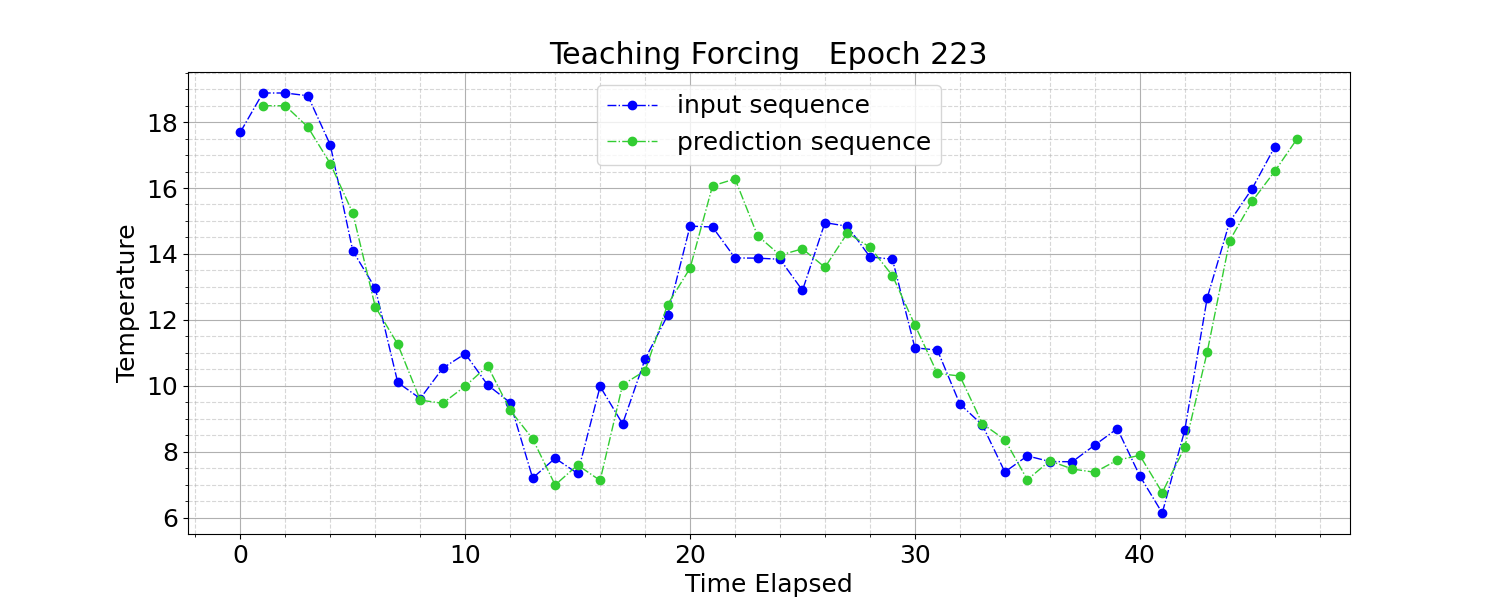 Teaching Forcing   Epoch 223
input sequence
prediction sequence
Temperature
18
16
14
12
10
8
6
0 10 20 30 40
Time Elapsed